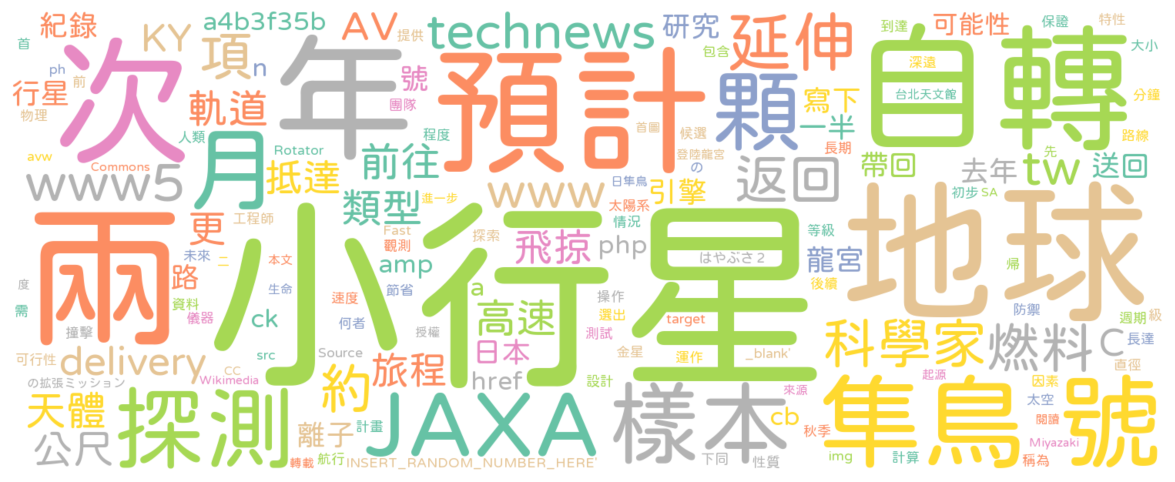 紀錄 KY a4b3f35b AV 提供 technews 研究 延伸 可能性 保證 特性
首 次 項 年 號 包含 自轉 到達 大小
ph 前 n 團隊 預計 顆 寫下 深遠 分鐘
行星 軌道 台北天文館
物理 人類 月 Rotator 程度 首圖 候選 一半 長期 路線
avw Commons 前往 登陸龍宮 の 帶回 去年 先 tw 送回
www5 抵達 類型 進一步 www 日隼鳥 引擎 返回 初步 SA
兩 更 工程師 小行星 Fast 探索 太陽系 情況 等級 地球
未來 二 本文 觀測 飛掠 php はやぶさ2 龍宮 帰
度 路 amp a 後續
需 資料 儀器 生命 速度 節省 高速 操作 防禦 週期 級
撞擊 ck 何者 授權 測試 選出 target 科學家 燃料 C 長達
可行性 delivery src Source 日本 金星 運作 _blank' 直徑
の拡張ミッション CC Wikimedia 旅程 href 設計 起源
天體 探測 約 JAXA 樣本 來源 因素 太空 隼鳥號
公尺 離子 計畫 cb 秋季 閱讀
轉載 航行 INSERT_RANDOM_NUMBER_HERE' 下同 性質 img 計算 稱為 Miyazaki